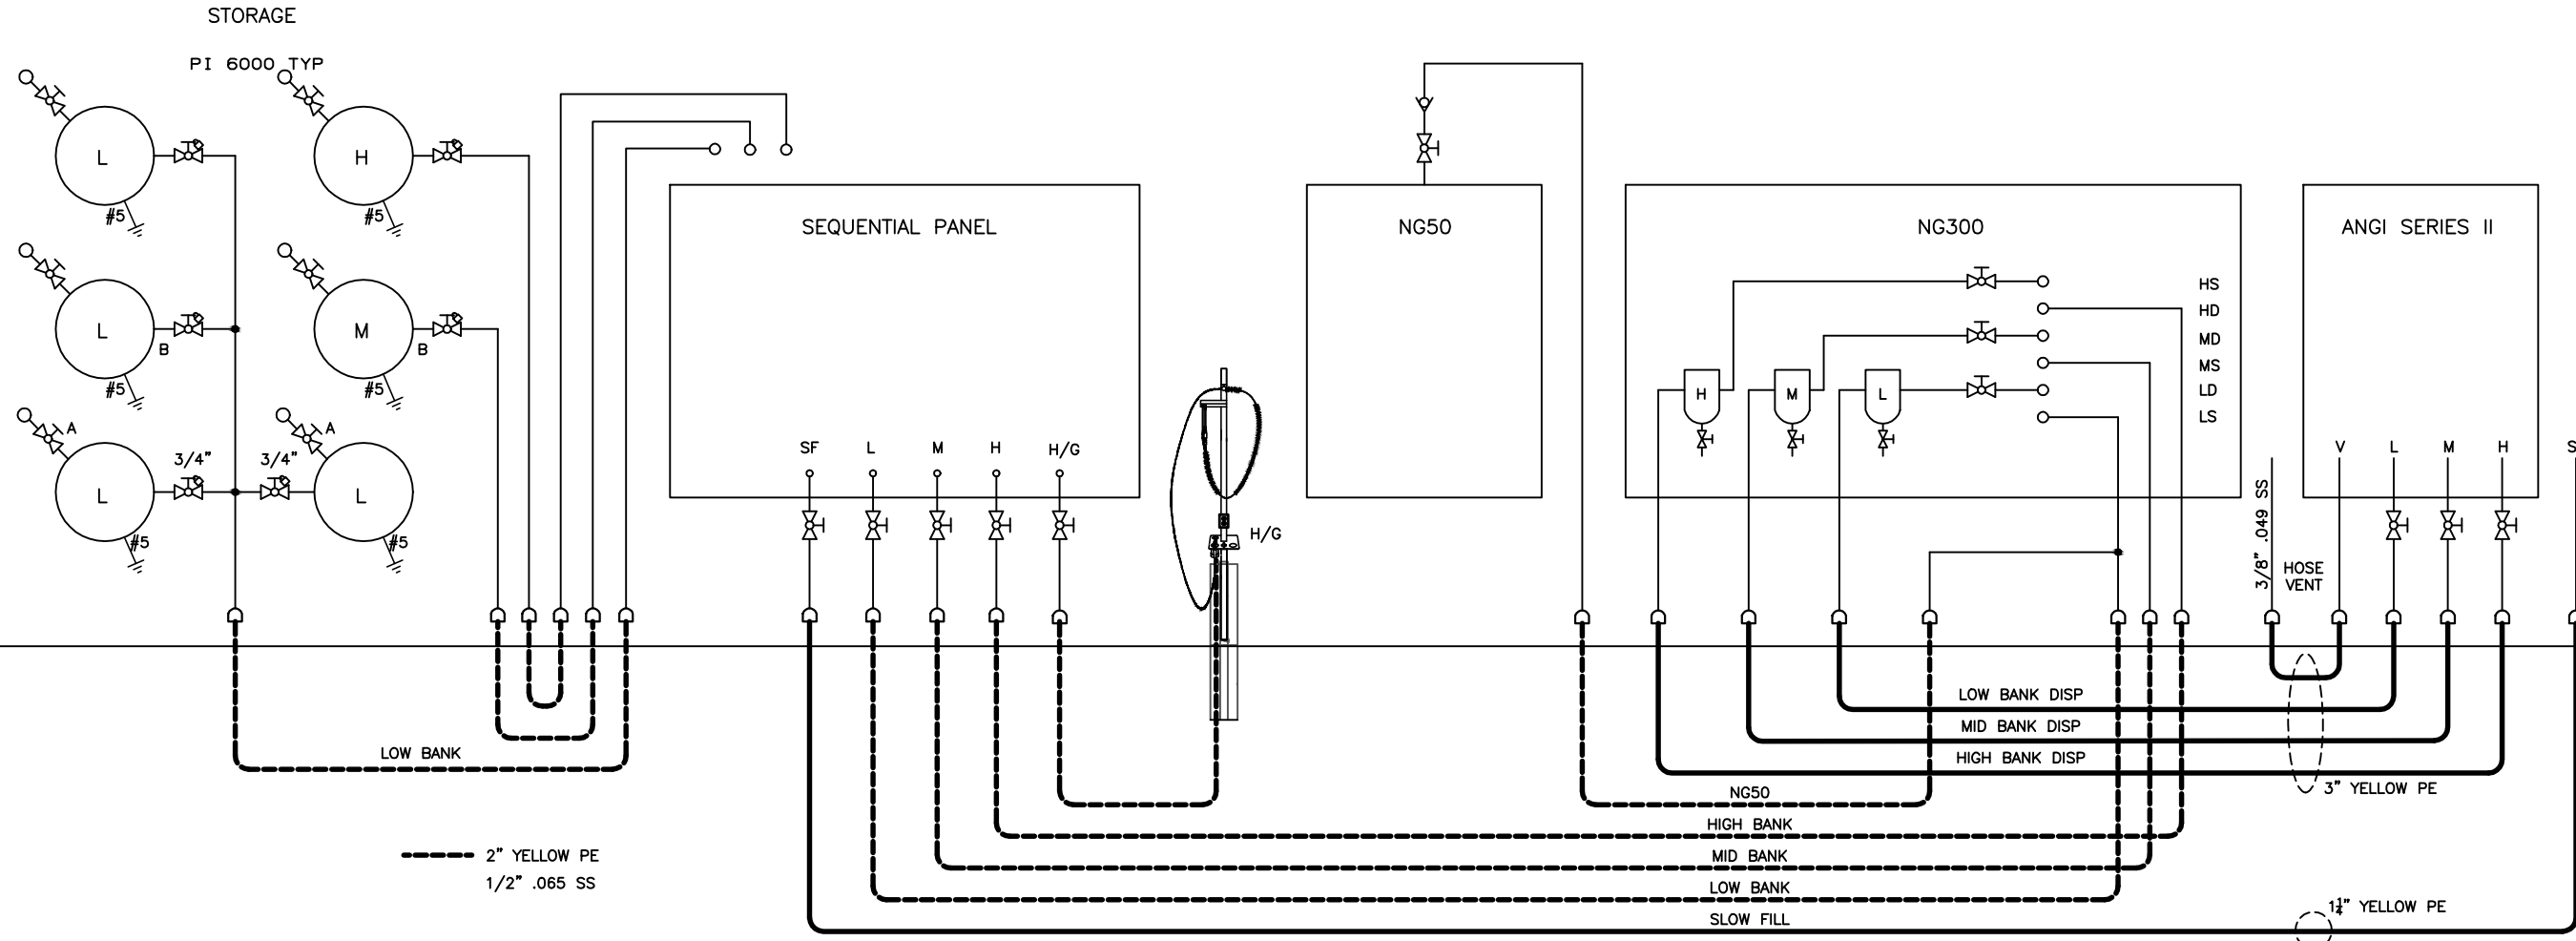 STORAGE
PI 6000 TYP
L
#5
H
#5
L
B
#5
M
B
#5
A
L
3/4"
#5
A
3/4"
L
#5
SEQUENTIAL PANEL
SF
L
M
H
H/G
H/G
NG50
NG300
HS
HD
MD
MS
LD
LS
H
M
L
ANGI SERIES II
V
L
M
H
S
3/8" .049 SS
HOSE
VENT
LOW BANK DISP
MID BANK DISP
HIGH BANK DISP
3" YELLOW PE
LOW BANK
NG50
HIGH BANK
MID BANK
LOW BANK
SLOW FILL
2" YELLOW PE
1/2" .065 SS
1¼" YELLOW PE